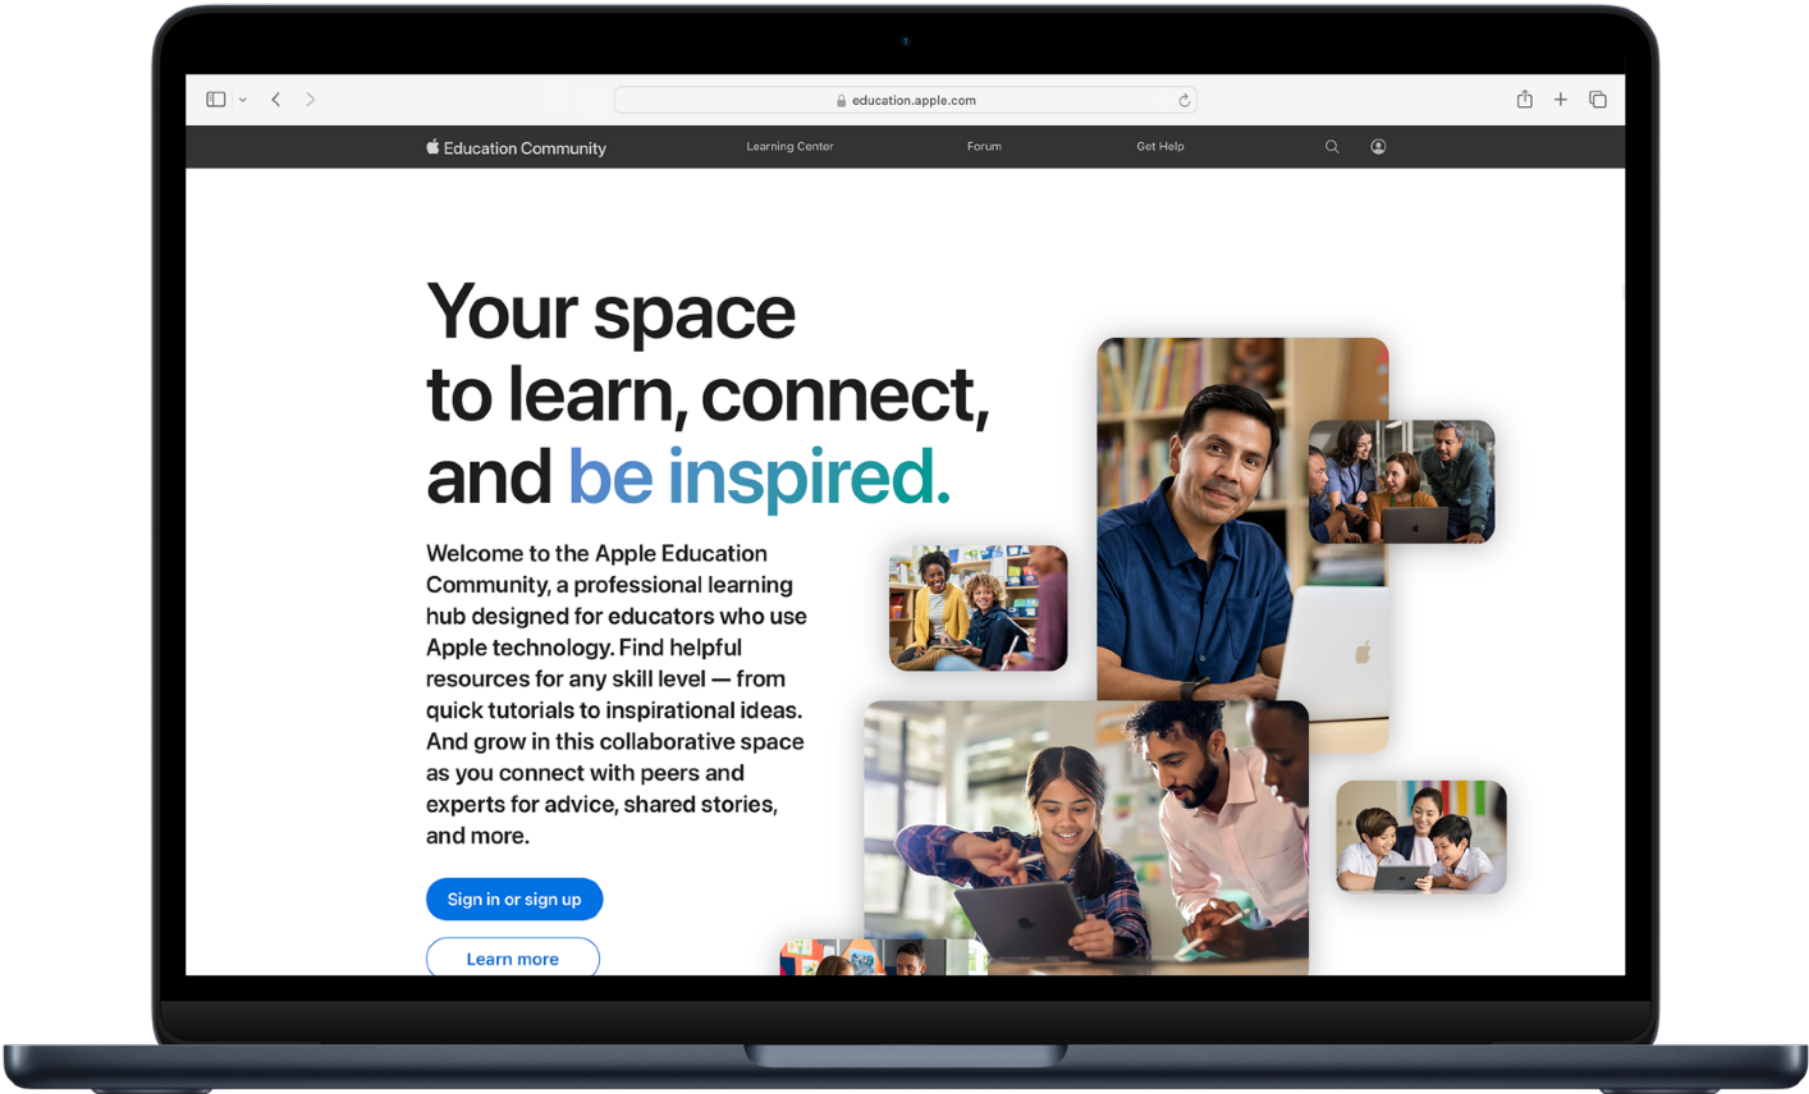 education.apple.com
Education Community
Learning Center
Forum
Get Help
Your space
to learn, connect,
and be inspired.
Welcome to the Apple Education
Community, a professional learning
hub designed for educators who use
Apple technology. Find helpful
resources for any skill level — from
quick tutorials to inspirational ideas.
And grow in this collaborative space
as you connect with peers and
experts for advice, shared stories,
and more.
Sign in or sign up
Learn more